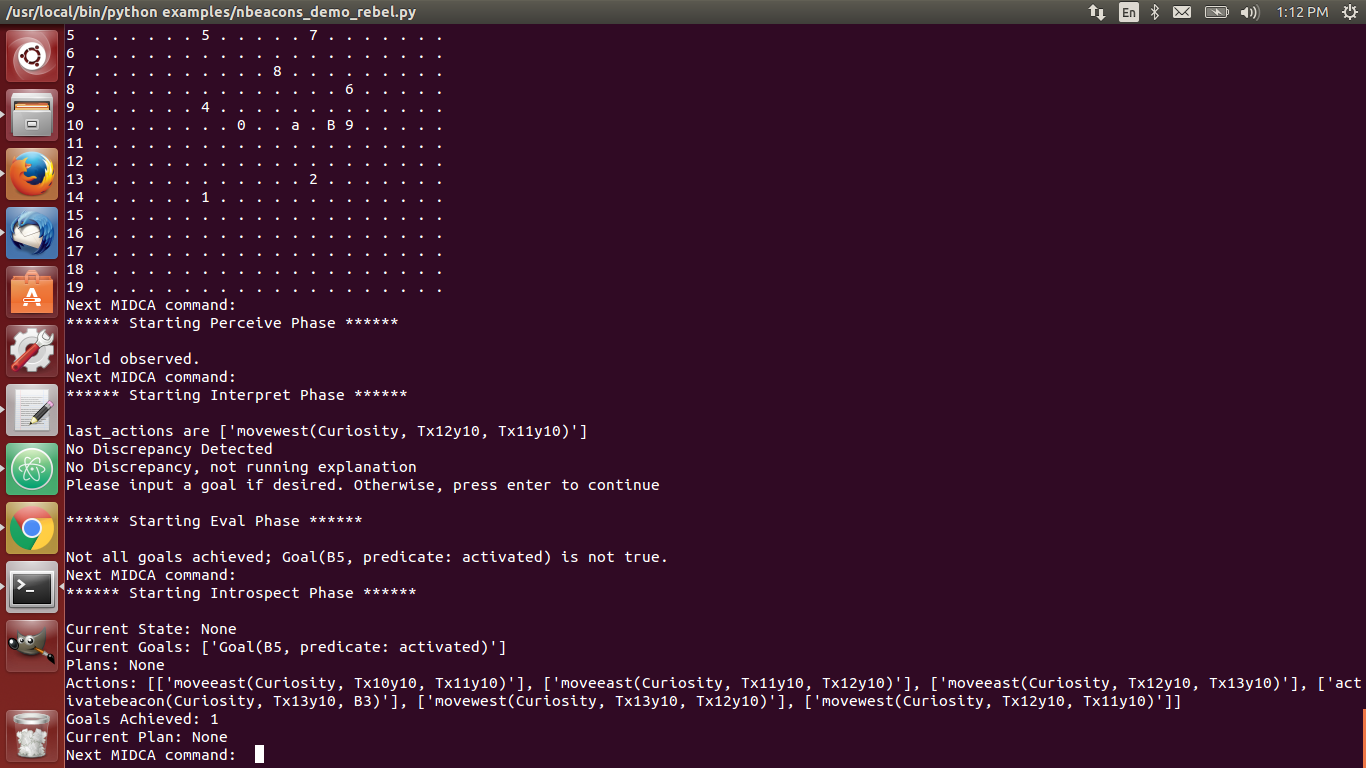 /usr/local/bin/python examples/nbeacons_demo_rebel.py
En
1:12 PM
5 . . . . . . 5 . . . . . 7 . . . . . . .
6 . . . . . . . . . . . . . . . . . . . .
7 . . . . . . . . . . 8 . . . . . . . . .
8 . . . . . . . . . . . . . . 6 . . . . .
9 . . . . . . 4 . . . . . . . . . . . . .
10 . . . . . . . . 0 . . a . B 9 . . . . .
11 . . . . . . . . . . . . . . . . . . . .
12 . . . . . . . . . . . . . . . . . . . .
13 . . . . . . . . . . . . 2 . . . . . . .
14 . . . . . . 1 . . . . . . . . . . . . .
15 . . . . . . . . . . . . . . . . . . . .
16 . . . . . . . . . . . . . . . . . . . .
17 . . . . . . . . . . . . . . . . . . . .
18 . . . . . . . . . . . . . . . . . . . .
19 . . . . . . . . . . . . . . . . . . . .
Next MIDCA command:
****** Starting Perceive Phase ******
World observed.
Next MIDCA command:
****** Starting Interpret Phase ******
last_actions are ['movewest(Curiosity, Tx12y10, Tx11y10)']
No Discrepancy Detected
No Discrepancy, not running explanation
Please input a goal if desired. Otherwise, press enter to continue
****** Starting Eval Phase ******
Not all goals achieved; Goal(B5, predicate: activated) is not true.
Next MIDCA command:
****** Starting Introspect Phase ******
Current State: None
Current Goals: ['Goal(B5, predicate: activated)']
Plans: None
Actions: [['moveeast(Curiosity, Tx10y10, Tx11y10)'], ['moveeast(Curiosity, Tx11y10, Tx12y10)'], ['moveeast(Curiosity, Tx12y10, Tx13y10)'], ['act
ivatebeacon(Curiosity, Tx13y10, B3)'], ['movewest(Curiosity, Tx13y10, Tx12y10)'], ['movewest(Curiosity, Tx12y10, Tx11y10)']]
Goals Achieved: 1
Current Plan: None
Next MIDCA command: